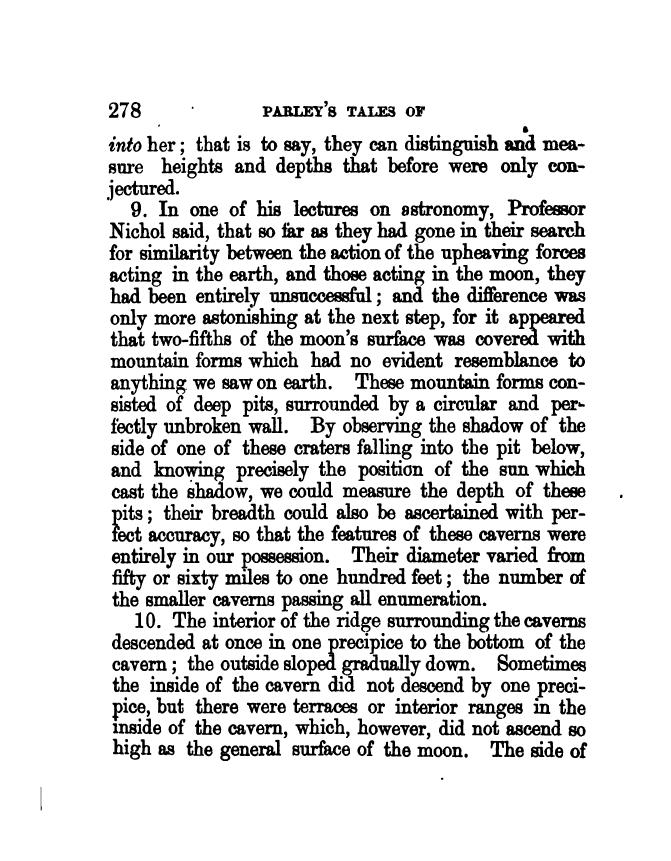 278 PARLEY'S TALES OF
into her; that is to say, they can distinguish and mea-
sure heights and depths that before were only con-
jectured.
9. In one of his lectures on astronomy, Professor
Nichol said, that so far as they had gone in their search
for similarity between the action of the upheaving forces
acting in the earth, and those acting in the moon, they
had been entirely unsuccessful; and the difference was
only more astonishing at the next step, for it appeared
that two-fifths of the moon's surface was covered with
mountain forms which had no evident resemblance to
anything we saw on earth. These mountain forms con-
sisted of deep pits, surrounded by a circular and per-
fectly unbroken wall. By observing the shadow of the
side of one of these craters falling into the pit below,
and knowing precisely the position of the sun which
cast the shadow, we could measure the depth of these
pits; their breadth could also be ascertained with per-
fect accuracy, so that the features of these caverns were
entirely in our possession. Their diameter varied from
fifty or sixty miles to one hundred feet; the number of
the smaller caverns passing all enumeration.
10. The interior of the ridge surrounding the caverns
descended at once in one precipice to the bottom of the
cavern; the outside sloped gradually down. Sometimes
the inside of the cavern did not descend by one preci-
pice, but there were terraces or interior ranges in the
inside of the cavern, which, however, did not ascend so
high as the general surface of the moon. The side of